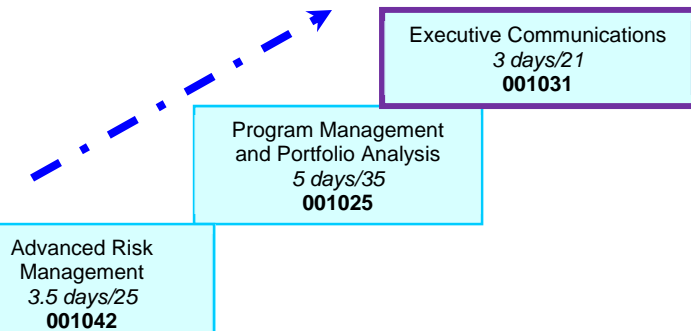 Executive Communications
3 days/21
001031
Program Management
and Portfolio Analysis
5 days/35
001025
Advanced Risk
Management
3.5 days/25
001042